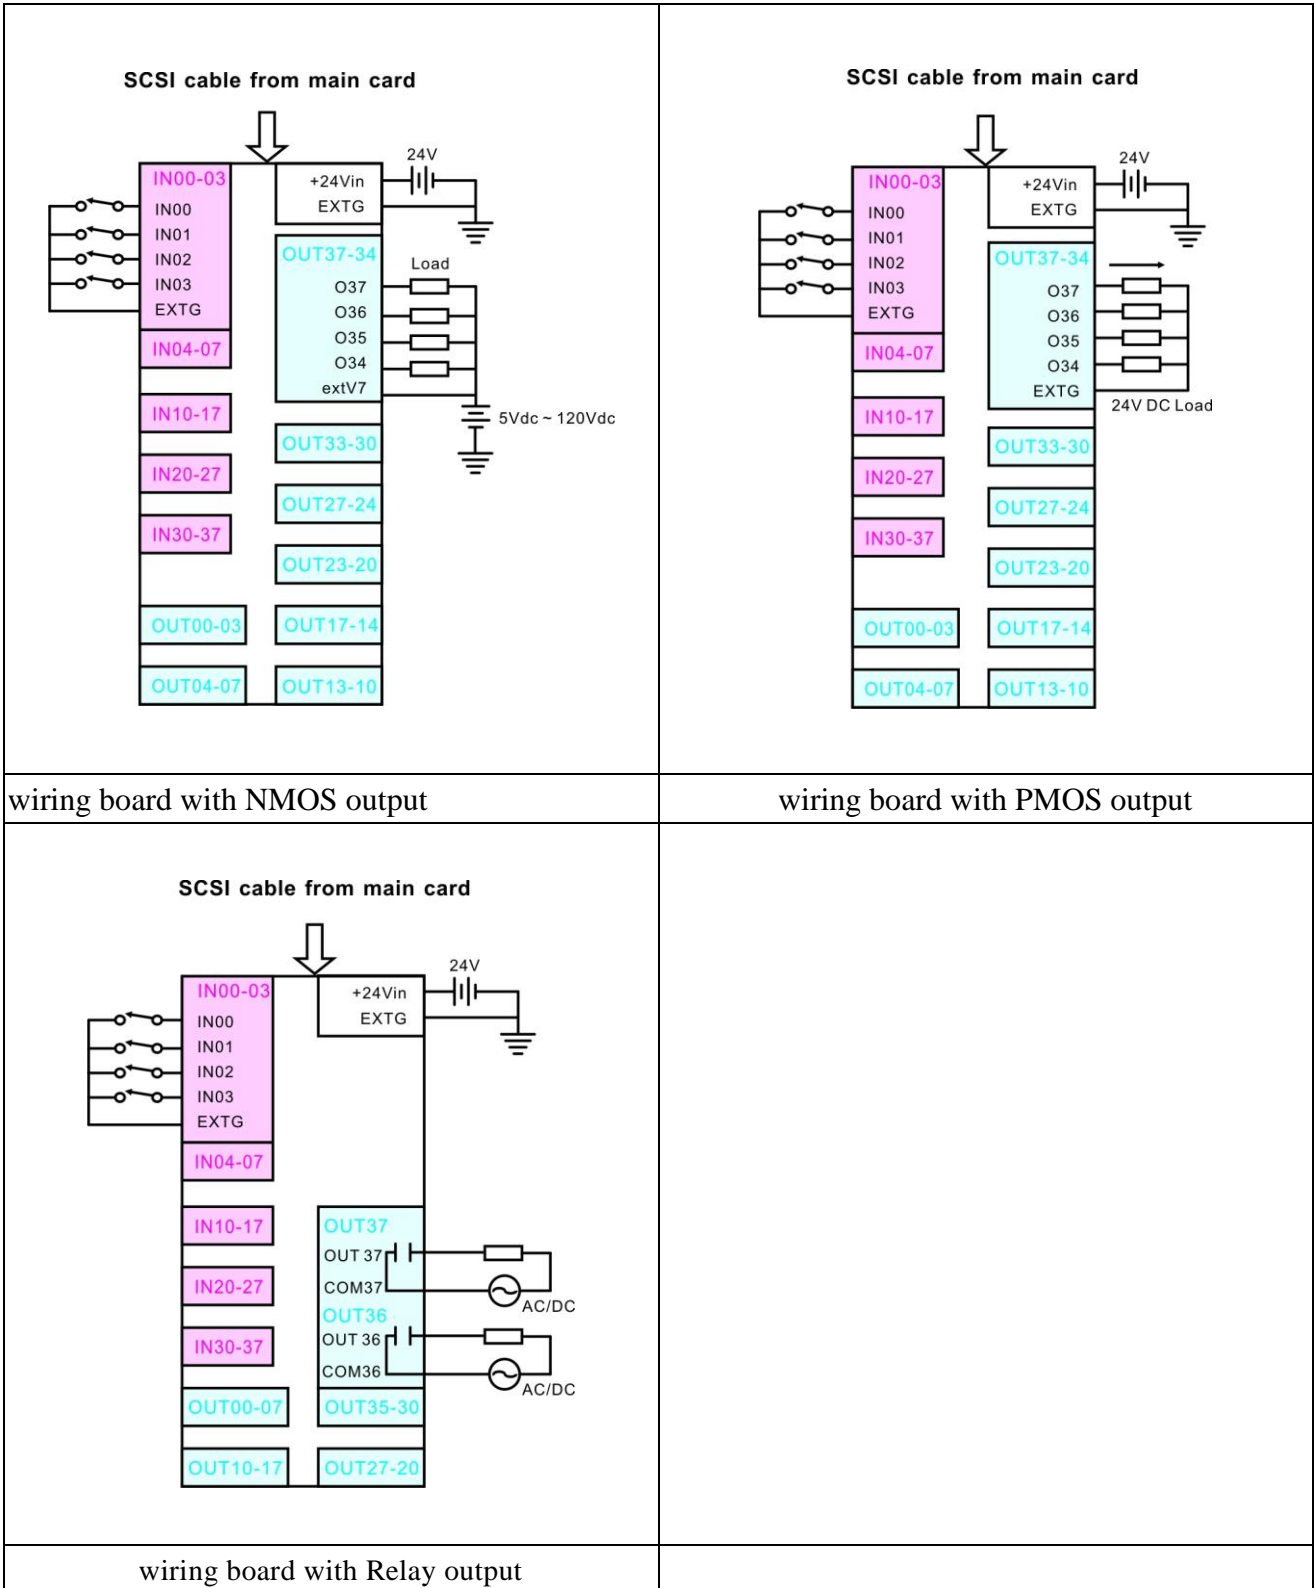 SCSI cable from main card
24V
IN00-03
+24Vin
IN00
EXTG
IN01
IN02
OUT37-34
Load
IN03
O37
EXTG
O36
IN04-07
O35
O34
extV7
IN10-17
5Vdc ~ 120Vdc
OUT33-30
IN20-27
OUT27-24
IN30-37
OUT23-20
OUT00-03
OUT17-14
OUT04-07
OUT13-10
wiring board with NMOS output
SCSI cable from main card
24V
IN00-03
+24Vin
IN00
EXTG
IN01
IN02
OUT37-34
IN03
O37
EXTG
O36
IN04-07
O35
O34
EXTG
IN10-17
24V DC Load
OUT33-30
IN20-27
OUT27-24
IN30-37
OUT23-20
OUT00-03
OUT17-14
OUT04-07
OUT13-10
wiring board with PMOS output
SCSI cable from main card
24V
IN00-03
+24Vin
IN00
EXTG
IN01
IN02
IN03
EXTG
IN04-07
IN10-17
OUT37
OUT 37
IN20-27
COM37
AC/DC
OUT36
IN30-37
OUT 36
COM36
AC/DC
OUT00-07
OUT35-30
OUT10-17
OUT27-20
wiring board with Relay output